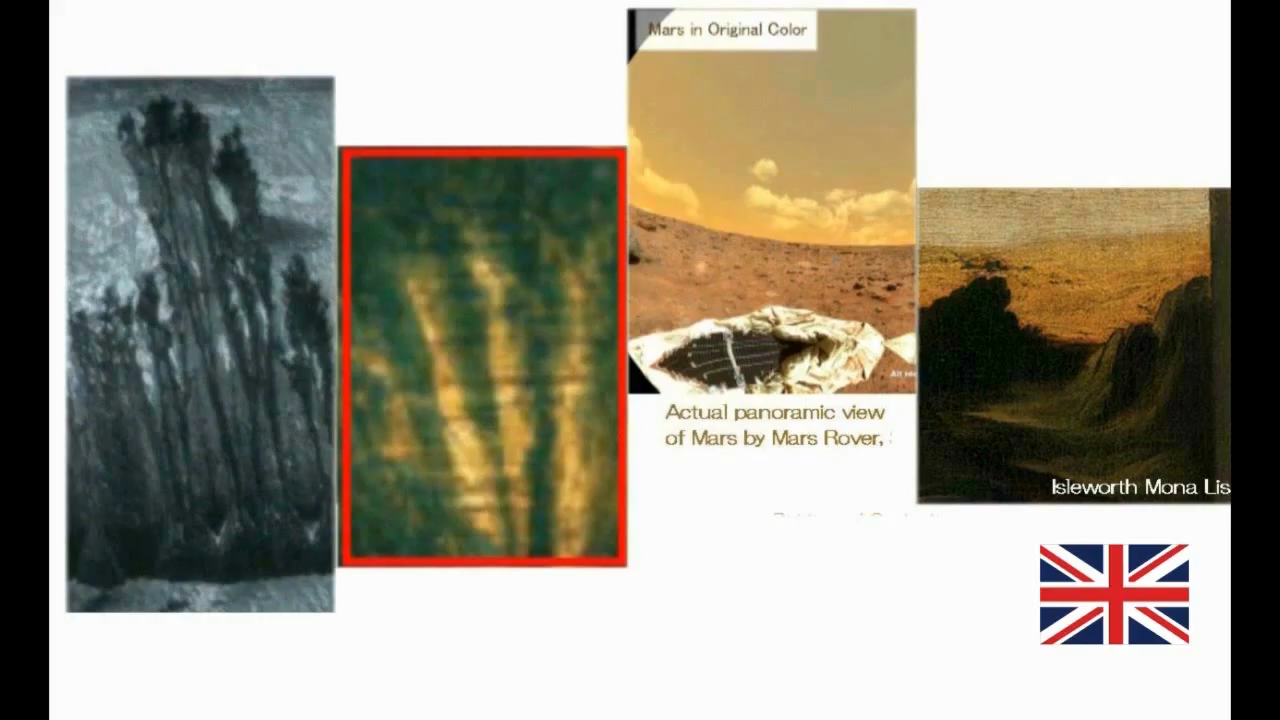 Mars in Original Color
Actual panoramic view
of Mars by Mars Rover,
Isleworth Mona Lis